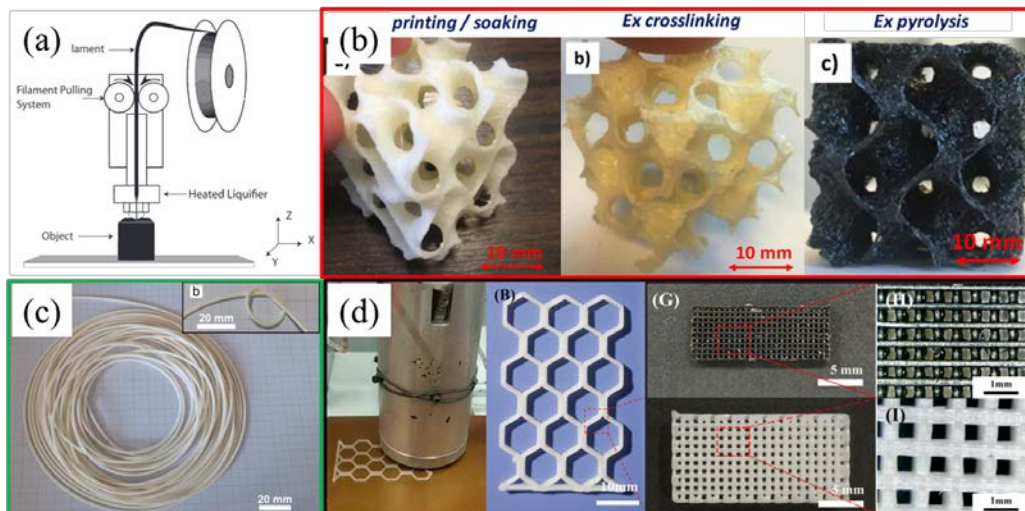 (a)
lament
Filament Pulling
System
Heated Liquifier
Object
Z
X
Y
(b)
printing / soaking
Ex crosslinking
b)
Ex pyrolysis
c)
10 mm
10 mm
10 mm
(c)
b
20 mm
20 mm
(d)
(B)
10mm
(G)
5 mm
5 mm
(H)
1mm
(I)
1mm